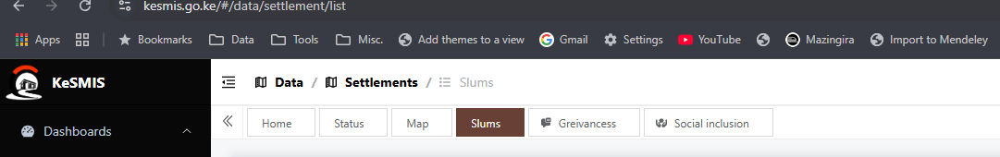 kesmis.go.ke/#/data/settlement/list
Apps Bookmarks Data Tools Misc. Add themes to a view Gmail Settings YouTube Mazingira Import to Mendeley
KeSMIS Data / Settlements / Slums
Home Status Map Slums Greivancess Social inclusion
Dashboards